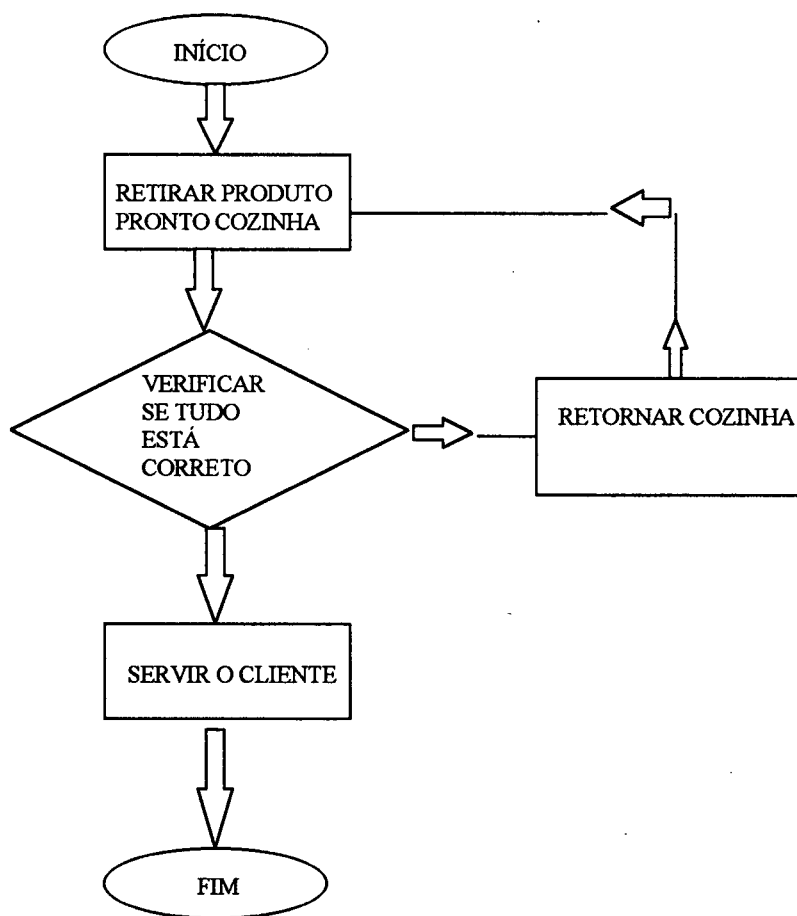 INÍCIO
RETIRAR PRODUTO
PRONTO COZINHA
VERIFICAR
SE TUDO
ESTÁ
CORRETO
RETORNAR COZINHA
SERVIR O CLIENTE
FIM